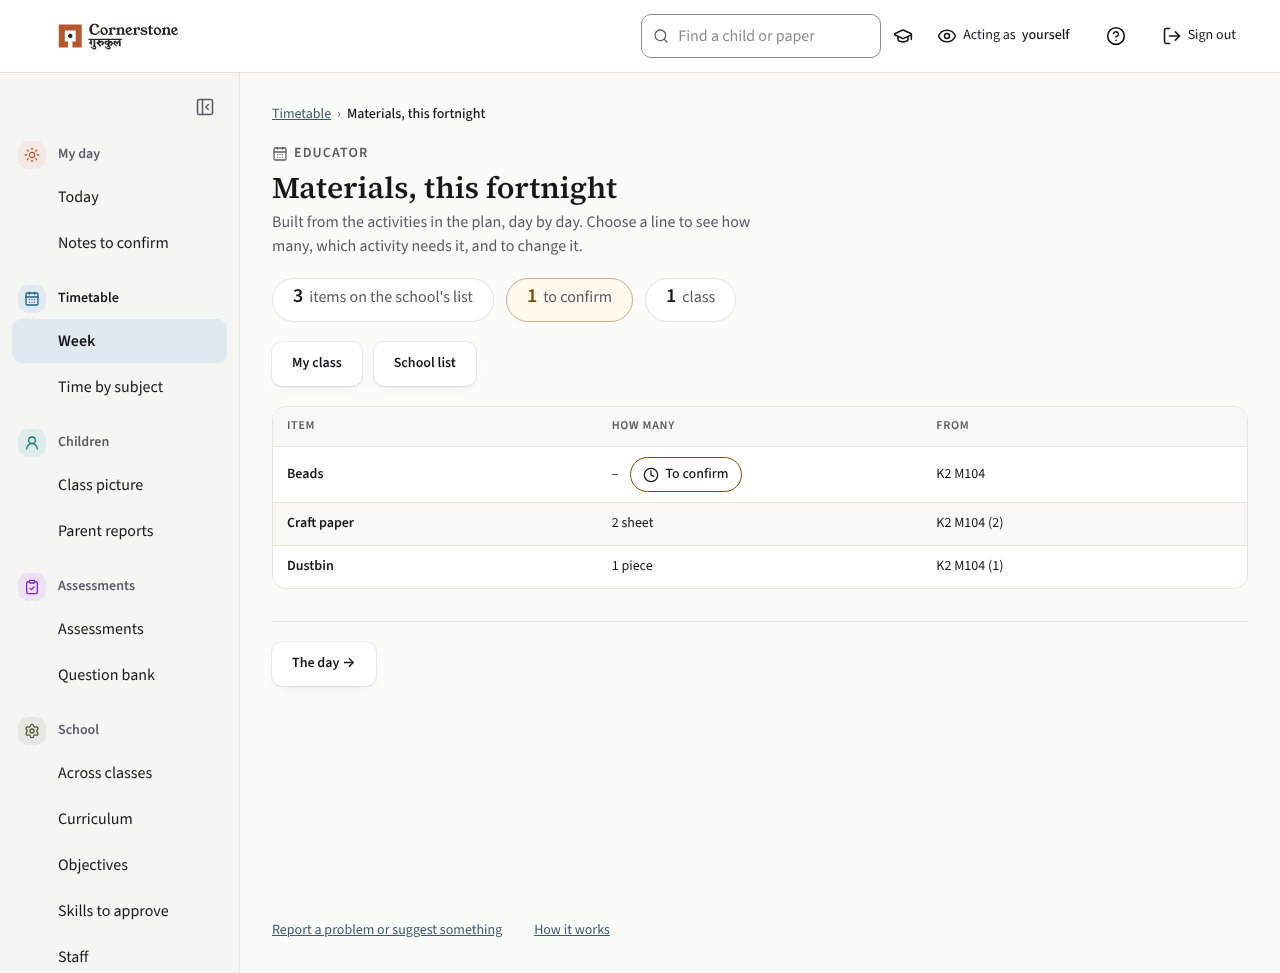 Cornerstone
गुरुकुल
Find a child or paper
Acting as yourself
Sign out
My day
Today
Notes to confirm
Timetable
Week
Time by subject
Children
Class picture
Parent reports
Assessments
Assessments
Question bank
School
Across classes
Curriculum
Objectives
Skills to approve
Staff
Timetable › Materials, this fortnight
EDUCATOR
Materials, this fortnight
Built from the activities in the plan, day by day. Choose a line to see how
many, which activity needs it, and to change it.
3 items on the school's list
1 to confirm
1 class
My class
School list
ITEM HOW MANY FROM
Beads – To confirm K2 M104
Craft paper 2 sheet K2 M104 (2)
Dustbin 1 piece K2 M104 (1)
The day →
Report a problem or suggest something
How it works